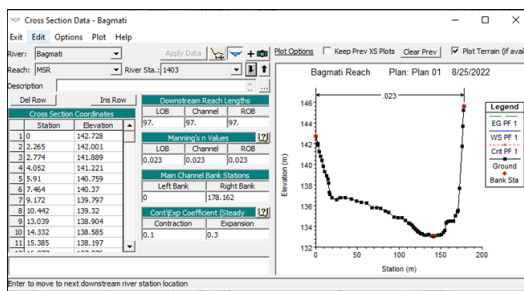 Cross Section Data - Bagmati
Exit Edit Options Plot Help
River: Bagmati Apply Data
Reach: MSR River Sta.: 1403
Description
Del Row Ins Row
Cross Section Coordinates
Station Elevation
1 0 142.728
2 2.265 142.001
3 2.774 141.889
4 4.052 141.221
5 5.91 140.759
6 7.464 140.37
7 9.172 139.797
8 10.442 139.32
9 13.039 138.904
10 14.332 138.585
11 15.385 138.197
Downstream Reach Lengths
LOB Channel ROB
97. 97. 97.
Manning's n Values
LOB Channel ROB
0.023 0.023 0.023
Main Channel Bank Stations
Left Bank Right Bank
0 178.162
Cont\Exp Coefficient (Steady
Contraction Expansion
0.1 0.3
Plot Options Keep Prev XS Plots Clear Prev Plot Terrain (if avai
Bagmati Reach Plan: Plan 01 8/25/2022
.023
146
144
142
140
138
136
134
132
Elevation (m)
0 50 100 150 200
Station (m)
Legend
EG PF 1
WS PF 1
Crit PF 1
Ground
Bank Sta
Enter to move to next downstream river station location